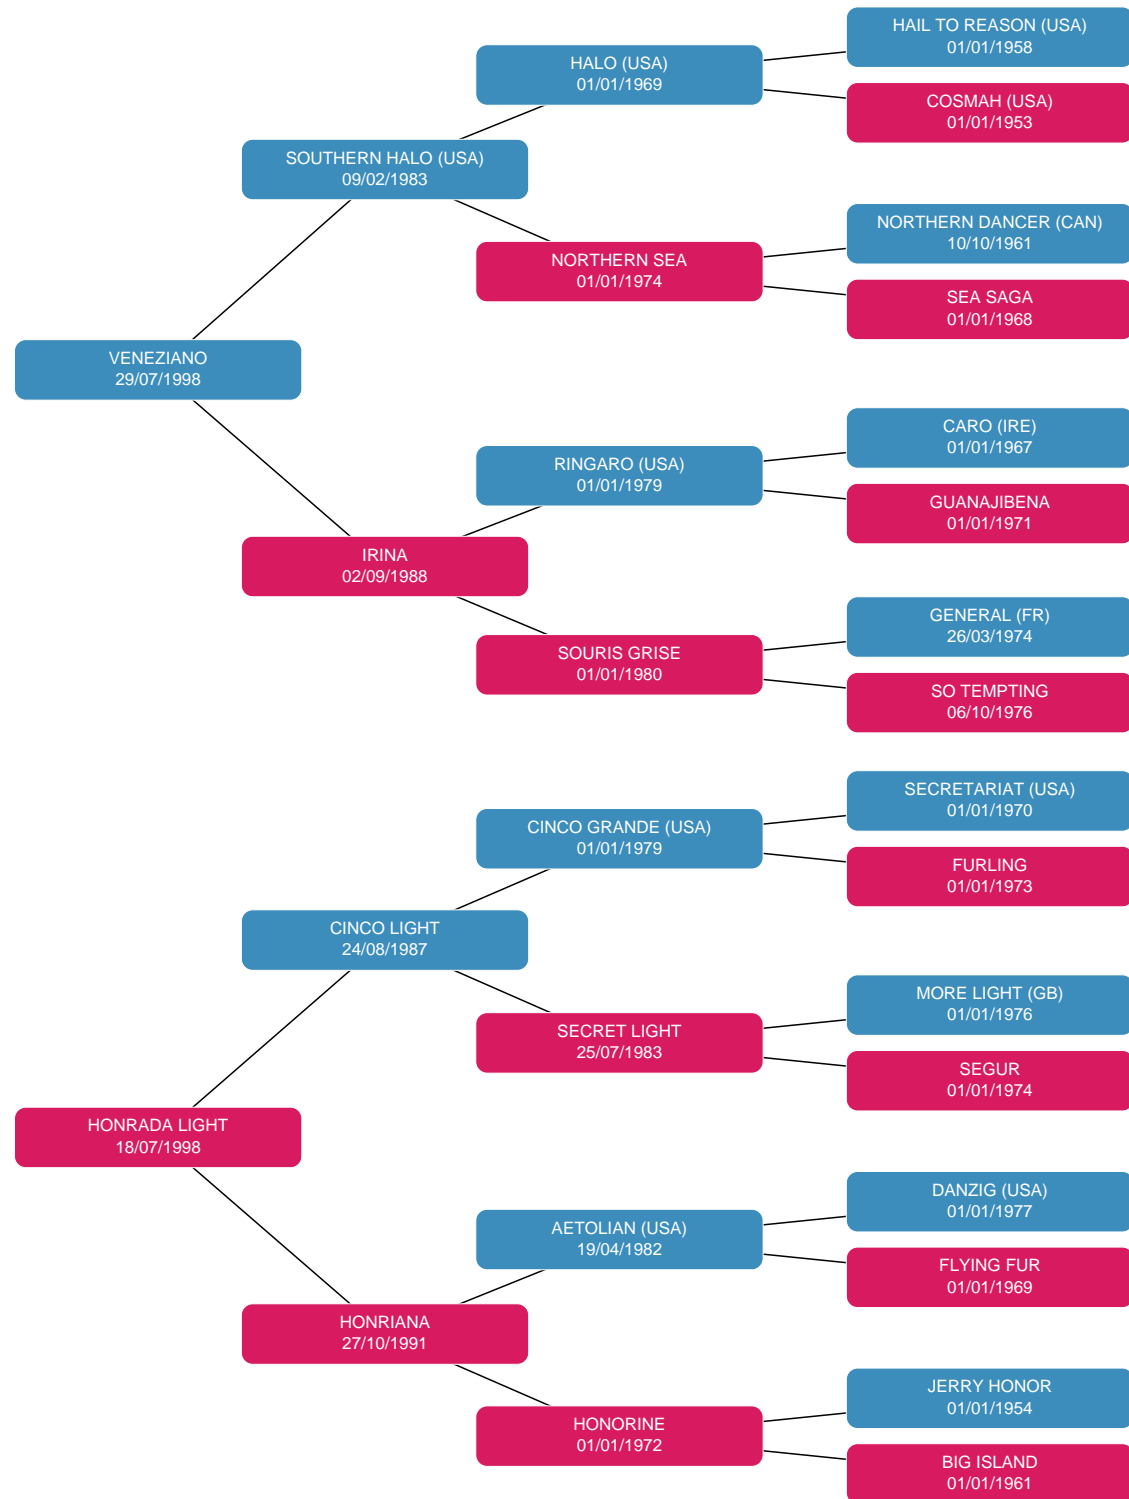 HAIL TO REASON (USA)
01/01/1958
HALO (USA)
01/01/1969
COSMAH (USA)
01/01/1953
SOUTHERN HALO (USA)
09/02/1983
NORTHERN DANCER (CAN)
10/10/1961
NORTHERN SEA
01/01/1974
SEA SAGA
01/01/1968
VENEZIANO
29/07/1998
CARO (IRE)
01/01/1967
RINGARO (USA)
01/01/1979
GUANAJIBENA
01/01/1971
IRINA
02/09/1988
GENERAL (FR)
26/03/1974
SOURIS GRISE
01/01/1980
SO TEMPTING
06/10/1976
SECRETARIAT (USA)
01/01/1970
CINCO GRANDE (USA)
01/01/1979
FURLING
01/01/1973
CINCO LIGHT
24/08/1987
MORE LIGHT (GB)
01/01/1976
SECRET LIGHT
25/07/1983
SEGUR
01/01/1974
HONRADA LIGHT
18/07/1998
DANZIG (USA)
01/01/1977
AETOLIAN (USA)
19/04/1982
FLYING FUR
01/01/1969
HONRIANA
27/10/1991
JERRY HONOR
01/01/1954
HONORINE
01/01/1972
BIG ISLAND
01/01/1961